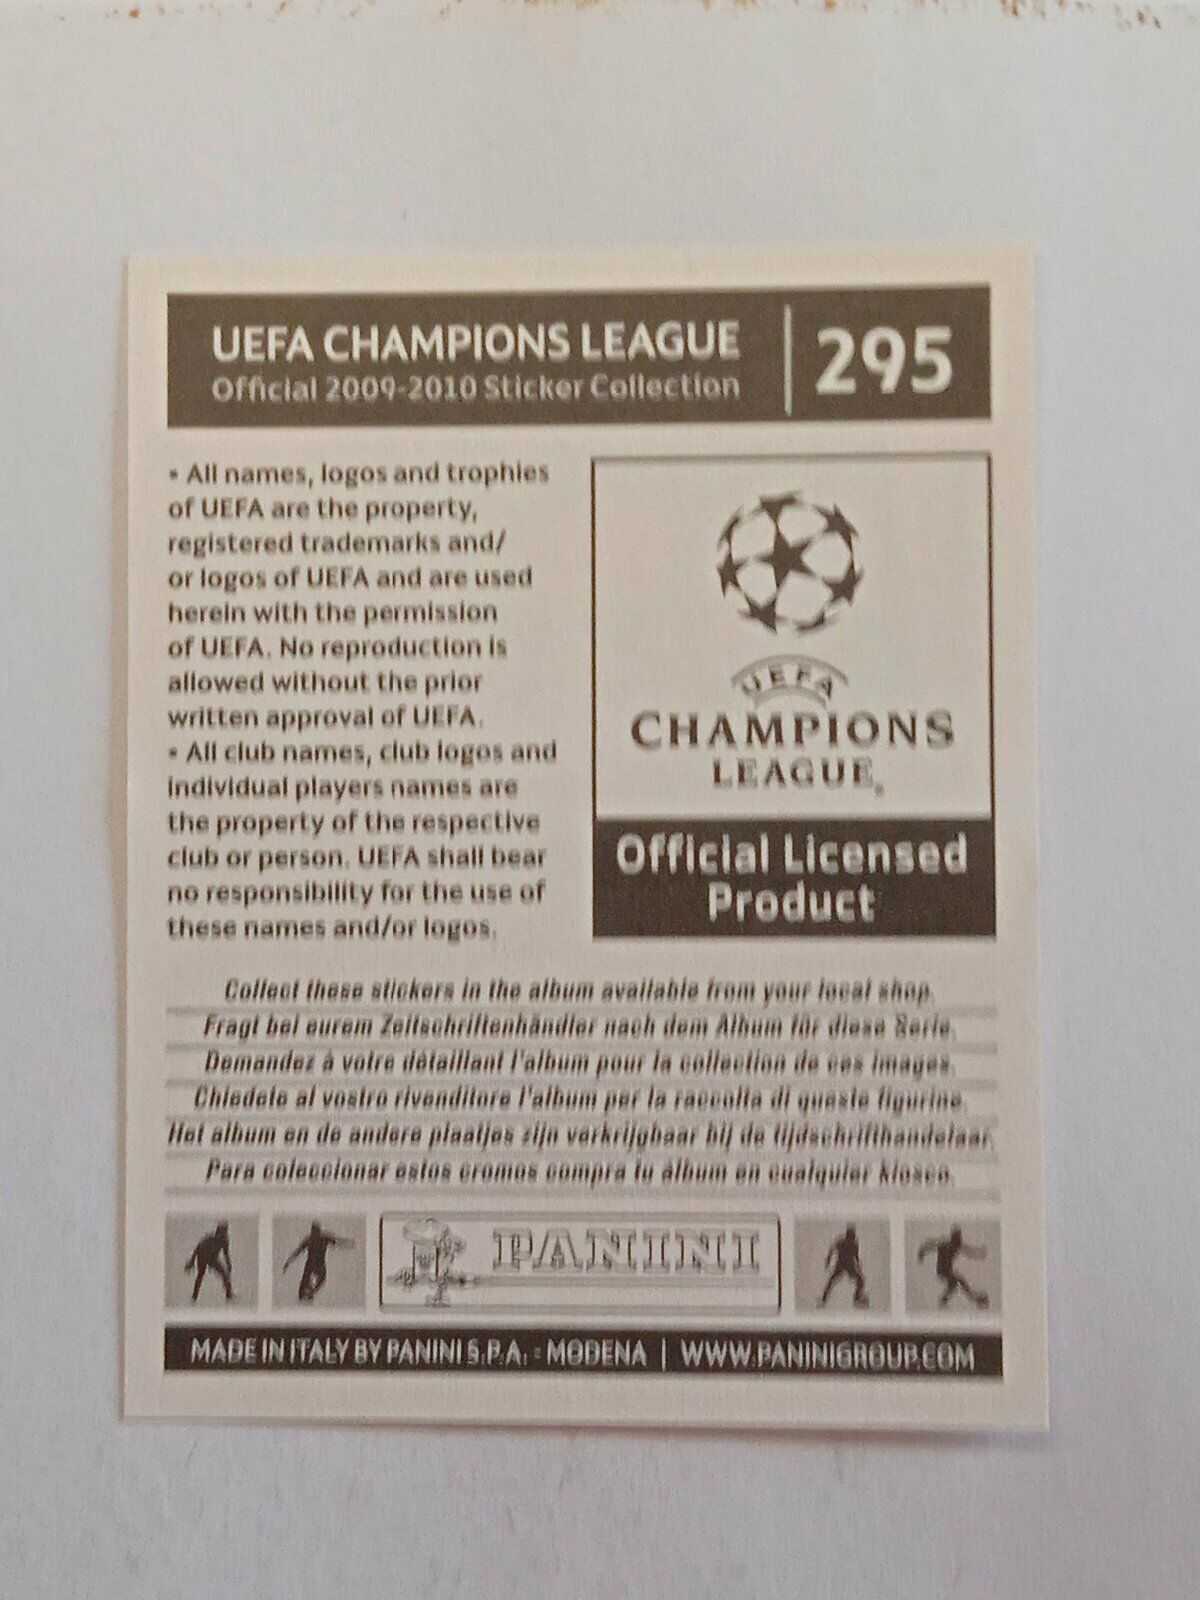 UEFA CHAMPIONS LEAGUE
Official 2009-2010 Sticker Collection
295
• All names, logos and trophies
of UEFA are the property,
registered trademarks and/
or logos of UEFA and are used
herein with the permission
of UEFA. No reproduction is
allowed without the prior
written approval of UEFA.
• All club names, club logos and
individual players names are
the property of the respective
club or person. UEFA shall bear
no responsibility for the use of
these names and/or logos.
UEFA
CHAMPIONS
LEAGUE
Official Licensed
Product
Collect these stickers in the album available from your local shop.
Fragt bei eurem Zeitschriftenhändler nach dem Album für diese Serie.
Demandez à votre détaillant l'album pour la collection de ces images.
Chiedete al vostro rivenditore l'album per la raccolta di queste figurine.
Het album en de andere plaatjes zijn verkrijgbaar bij de tijdschrifthandelaar.
Para coleccionar estos cromos compra tu álbum en cualquier kiosco.
PANINI
MADE IN ITALY BY PANINI S.P.A. - MODENA | WWW.PANINIGROUP.COM